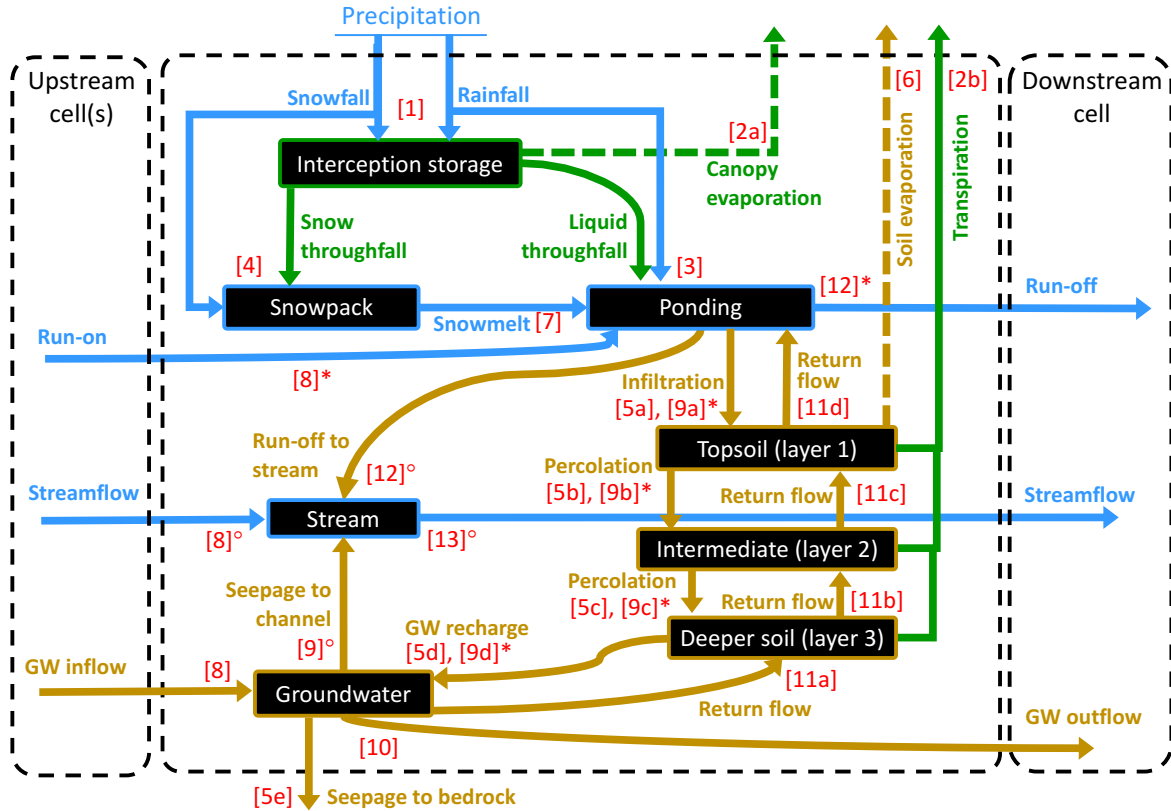 Precipitation
Upstream
cell(s)
Downstream
cell
Snowfall
[1]
Rainfall
[6]
[2b]
[2a]
Interception storage
Canopy
evaporation
Soil evaporation
Transpiration
Snow
throughfall
Liquid
throughfall
[4]
[3]
[12]*
Run-off
Snowpack
Ponding
Snowmelt
[7]
Run-on
[8]*
Infiltration
[5a], [9a]*
Return
flow
[11d]
Run-off to
stream
Topsoil (layer 1)
[12]°
Percolation
[5b], [9b]*
Return flow
[11c]
Streamflow
Streamflow
Stream
[8]°
[13]°
Intermediate (layer 2)
Percolation
[5c], [9c]*
Return flow
[11b]
Seepage to
channel
[9]°
GW recharge
[5d], [9d]*
Deeper soil (layer 3)
GW inflow
[8]
[11a]
Groundwater
Return flow
GW outflow
[10]
[5e]
Seepage to bedrock